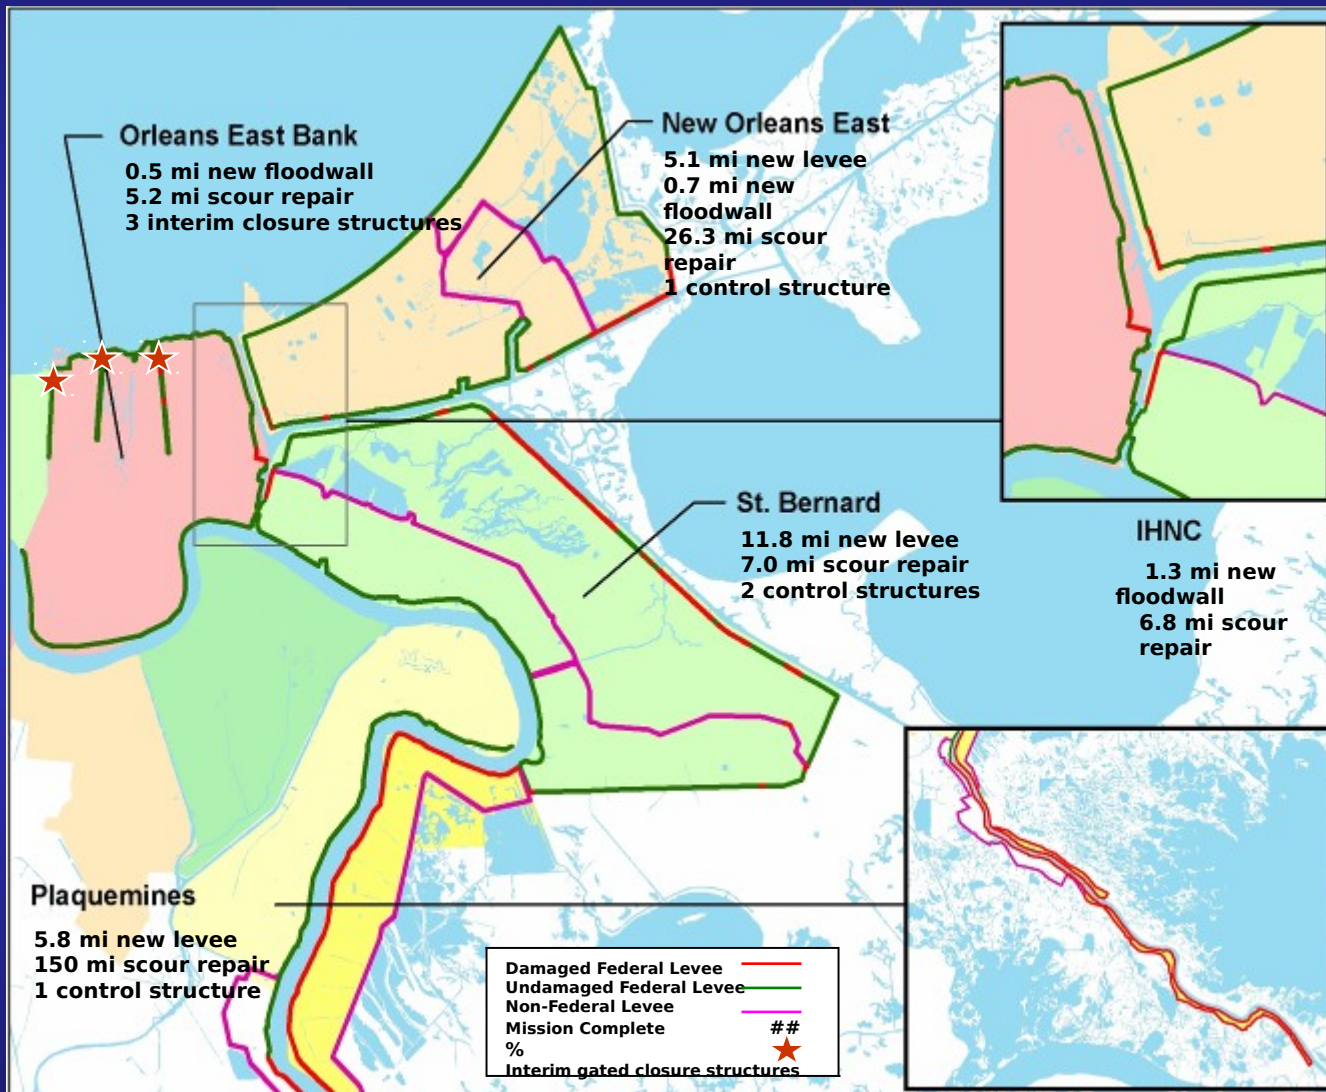 Orleans East Bank
0.5 mi new floodwall
5.2 mi scour repair
3 interim closure structures
New Orleans East
5.1 mi new levee
0.7 mi new
floodwall
26.3 mi scour
repair
1 control structure
St. Bernard
11.8 mi new levee
7.0 mi scour repair
2 control structures
IHNC
1.3 mi new
floodwall
6.8 mi scour
repair
Plaquemines
5.8 mi new levee
150 mi scour repair
1 control structure
Damaged Federal Levee
Undamaged Federal Levee
Non-Federal Levee
Mission Complete ##
%
Interim gated closure structures